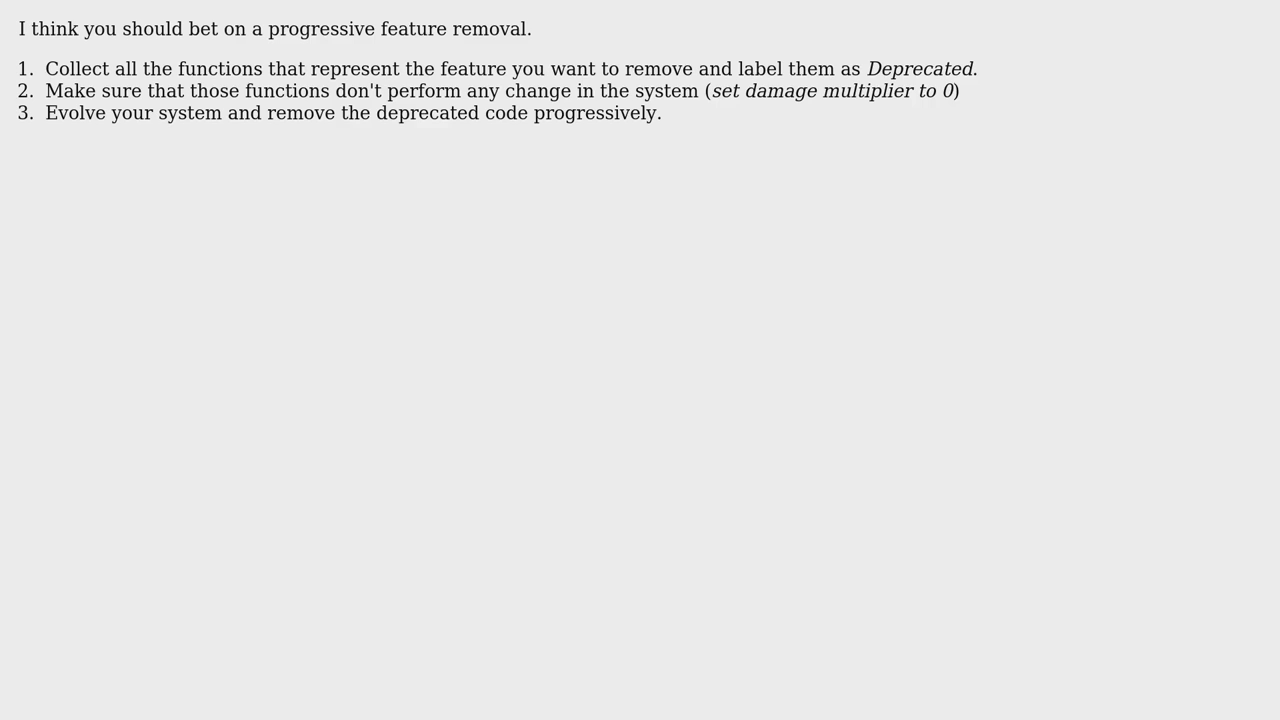 I think you should bet on a progressive feature removal.
1. Collect all the functions that represent the feature you want to remove and label them as Deprecated.
2. Make sure that those functions don't perform any change in the system (set damage multiplier to 0)
3. Evolve your system and remove the deprecated code progressively.